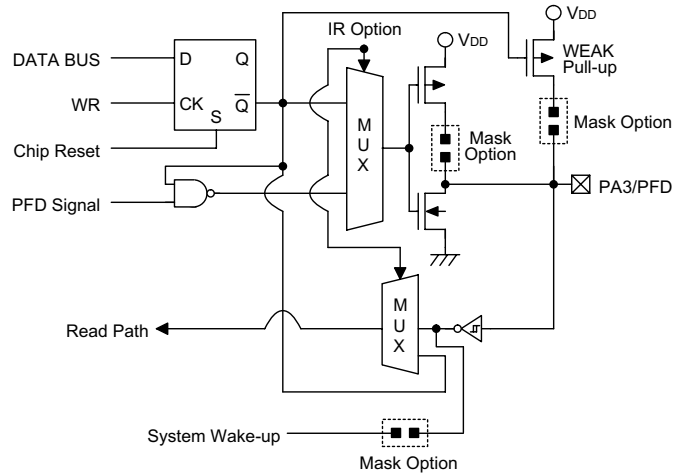 VDD
IR Option
VDD
WEAK
Pull-up
DATA BUS
D
Q
WR
CK
Q
S
Mask Option
Chip Reset
M
U
X
Mask
Option
PFD Signal
PA3/PFD
Read Path
M
U
X
System Wake-up
Mask Option